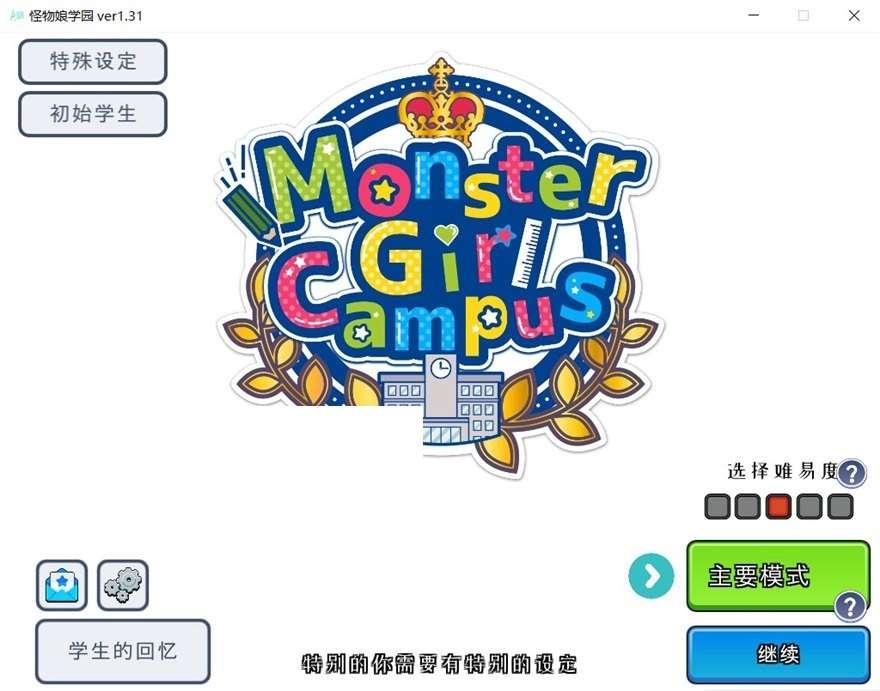 怪物娘学园 ver1.31
特殊设定
初始学生
Monster
Girl
Campus
选择难易度
?
主要模式
?
继续
学生的回忆
特别的你需要有特别的设定